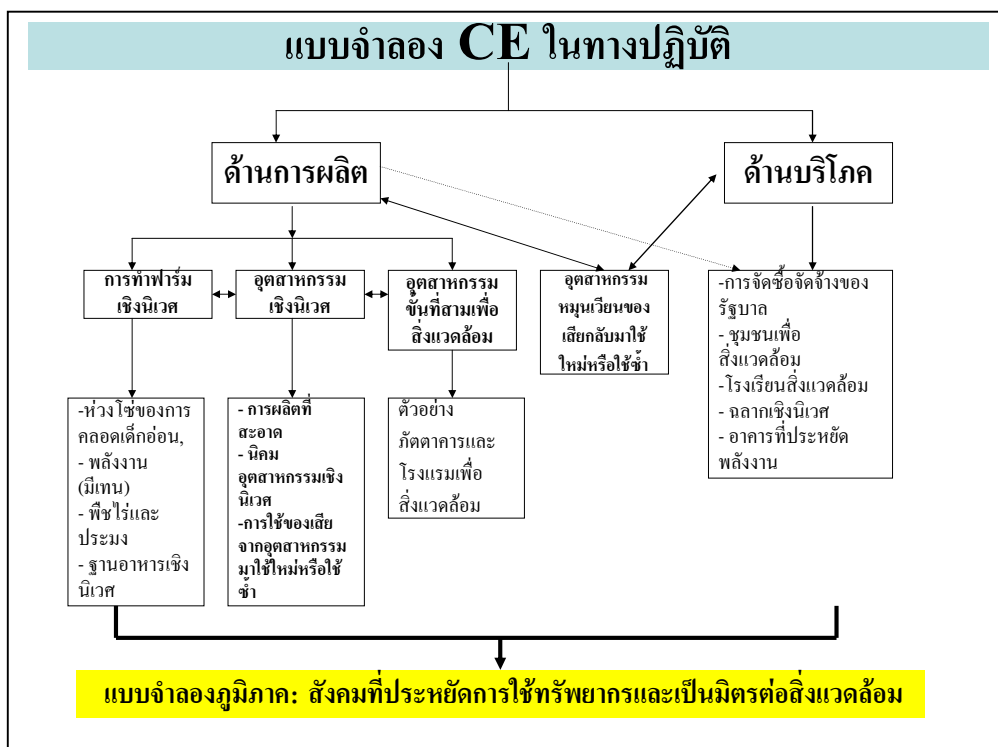 แบบจำลอง CE ในทางปฏิบัติ
ด้านการผลิต
ด้านบริโภค
การทำฟาร์ม
เชิงนิเวศ
อุตสาหกรรม
เชิงนิเวศ
อุตสาหกรรม
ขั้นที่สามเพื่อ
สิ่งแวดล้อม
อุตสาหกรรม
หมุนเวียนของ
เสียกลับมาใช้
ใหม่หรือใช้ซ้ำ
-การจัดซื้อจัดจ้างของ
รัฐบาล
- ชุมชนเพื่อ
สิ่งแวดล้อม
-โรงเรียนสิ่งแวดล้อม
- ฉลากเชิงนิเวศ
- อาคารที่ประหยัด
พลังงาน
-ห่วงโซ่ของการ
คลอดเด็กอ่อน,
- พลังงาน
(มีเทน)
- พืชไร่และ
ประมง
- ฐานอาหารเชิง
นิเวศ
- การผลิตที่
สะอาด
- นิคม
อุตสาหกรรมเชิง
นิเวศ
-การใช้ของเสีย
จากอุตสาหกรรม
มาใช้ใหม่หรือใช้
ซ้ำ
ตัวอย่าง
ภัตตาคารและ
โรงแรมเพื่อ
สิ่งแวดล้อม
แบบจำลองภูมิภาค: สังคมที่ประหยัดการใช้ทรัพยากรและเป็นมิตรต่อสิ่งแวดล้อม